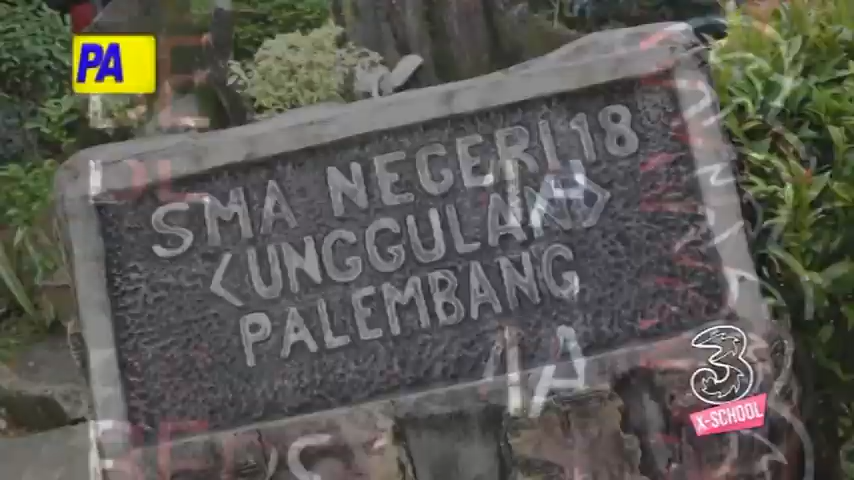 PA
SMA NEGERI 18
<UNGGULAN>
PALEMBANG
3
X-SCHOOL